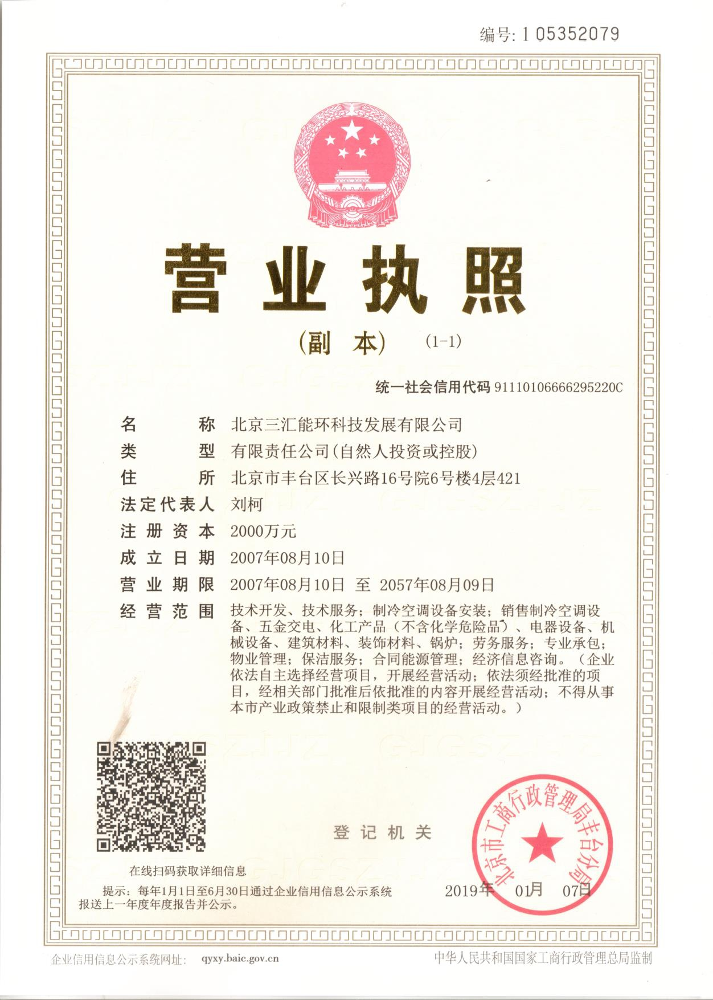 编号: 1 05352079
营业执照
(副 本) (1-1)
统一社会信用代码 91110106666295220C
名 称 北京三汇能环科技发展有限公司
类 型 有限责任公司(自然人投资或控股)
住 所 北京市丰台区长兴路16号院6号楼4层421
法定代表人 刘柯
注 册 资 本 2000万元
成 立 日 期 2007年08月10日
营 业 期 限 2007年08月10日 至 2057年08月09日
经 营 范 围 技术开发、技术服务；制冷空调设备安装；销售制冷空调设
备、五金交电、化工产品（不含化学危险品）、电器设备、机
械设备、建筑材料、装饰材料、锅炉；劳务服务；专业承包；
物业管理；保洁服务；合同能源管理；经济信息咨询。（企业
依法自主选择经营项目，开展经营活动；依法须经批准的项
目，经相关部门批准后依批准的内容开展经营活动；不得从事
本市产业政策禁止和限制类项目的经营活动。）
登 记 机 关
北京市工商行政管理局丰台分局
2019年 01月 07日
在线扫码获取详细信息
提示：每年1月1日至6月30日通过企业信用信息公示系统
报送上一年度年度报告并公示。
企业信用信息公示系统网址： qyxy.baic.gov.cn
中华人民共和国国家工商行政管理总局监制